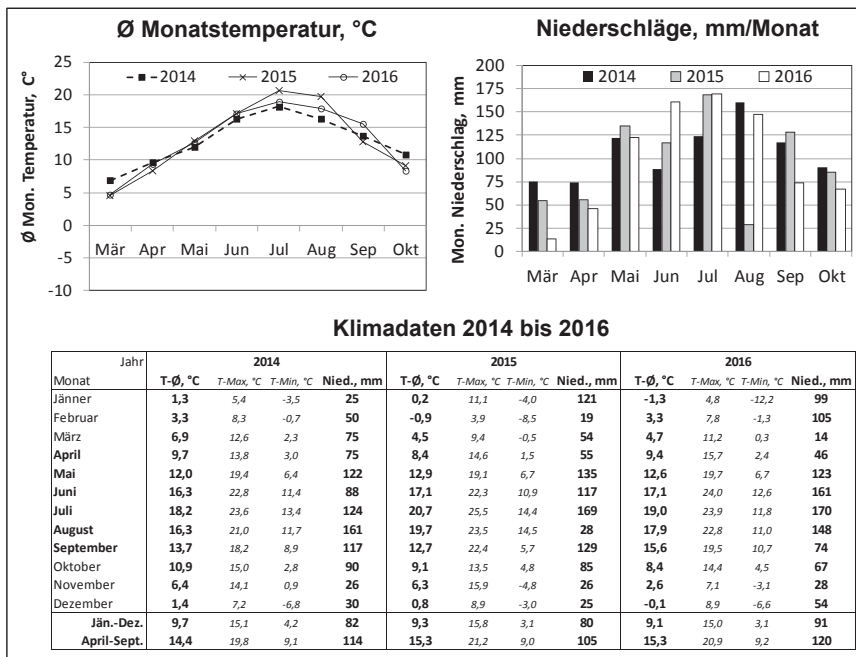 Ø Monatstemperatur, °C
25
20
15
10
5
0
-5
-10
Ø Mon. Temperatur, C°
2014 2015 2016
Mär Apr Mai Jun Jul Aug Sep Okt
Niederschläge, mm/Monat
200
175
150
125
100
75
50
25
0
Mon. Niederschlag, mm
2014 2015 2016
Mär Apr Mai Jun Jul Aug Sep Okt
Klimadaten 2014 bis 2016
Jahr 2014 2015 2016
Monat T-Ø, °C T-Max, °C T-Min, °C Nied., mm T-Ø, °C T-Max, °C T-Min, °C Nied., mm T-Ø, °C T-Max, °C T-Min, °C Nied., mm
Jänner 1,3 5,4 -3,5 25 0,2 11,1 -4,0 121 -1,3 4,8 -12,2 99
Februar 3,3 8,3 -0,7 50 -0,9 3,9 -8,5 19 3,3 7,8 -1,3 105
März 6,9 12,6 2,3 75 4,5 9,4 -0,5 54 4,7 11,2 0,3 14
April 9,7 13,8 3,0 75 8,4 14,6 1,5 55 9,4 15,7 2,4 46
Mai 12,0 19,4 6,4 122 12,9 19,1 6,7 135 12,6 19,7 6,7 123
Juni 16,3 22,8 11,4 88 17,1 22,3 10,9 117 17,1 24,0 12,6 161
Juli 18,2 23,6 13,4 124 20,7 25,5 14,4 169 19,0 23,9 11,8 170
August 16,3 21,0 11,7 161 19,7 23,5 14,5 28 17,9 22,8 11,0 148
September 13,7 18,2 8,9 117 12,7 22,4 5,7 129 15,6 19,5 10,7 74
Oktober 10,9 15,0 2,8 90 9,1 13,5 4,8 85 8,4 14,4 4,5 67
November 6,4 14,1 0,9 26 6,3 15,9 -4,8 26 2,6 7,1 -3,1 28
Dezember 1,4 7,2 -6,8 30 0,8 8,9 -3,0 25 -0,1 8,9 -6,6 54
Jän.-Dez. 9,7 15,1 4,2 82 9,3 15,8 3,1 80 9,1 15,0 3,1 91
April-Sept. 14,4 19,8 9,1 114 15,3 21,2 9,0 105 15,3 20,9 9,2 120